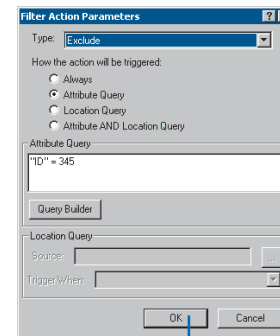 Filter Action Parameters
Type: Exclude
How the action will be triggered:
Always
Attribute Query
Location Query
Attribute AND Location Query
Attribute Query
"ID" = 345
Query Builder
Location Query
Source:
...
Trigger When:
OK Cancel